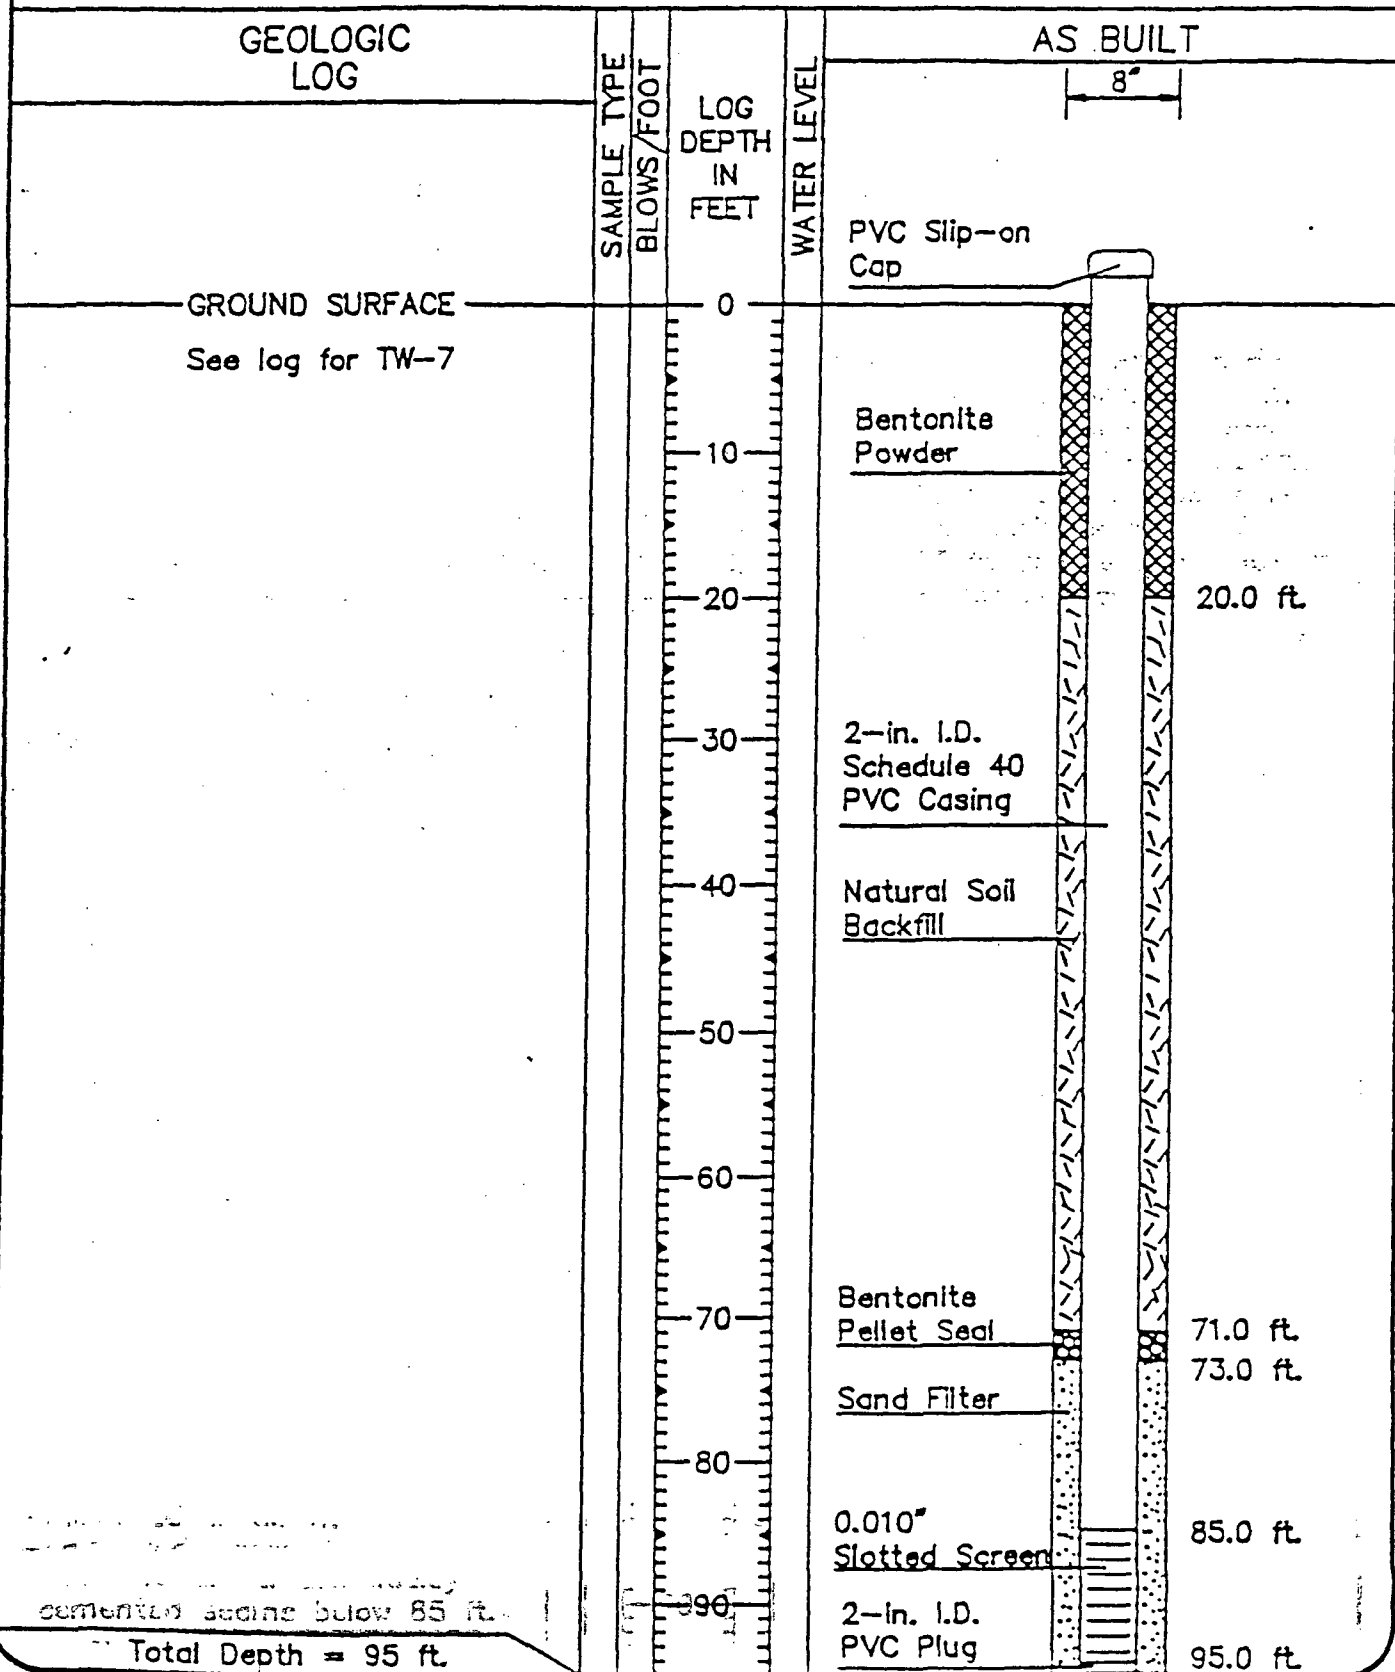 GEOLOGIC
LOG
SAMPLE TYPE
BLOWS/FOOT
LOG
DEPTH
IN
FEET
WATER LEVEL
AS BUILT
8"
PVC Slip-on
Cap
GROUND SURFACE
0
See log for TW-7
Bentonite
Powder
10
20
20.0 ft.
30
2-in. I.D.
Schedule 40
PVC Casing
40
Natural Soil
Backfill
50
60
70
Bentonite
Pellet Seal
71.0 ft.
73.0 ft.
Sand Filter
80
0.010"
Slotted Screen
85.0 ft.
90
cemented below 85 ft.
2-in. I.D.
PVC Plug
95.0 ft.
Total Depth = 95 ft.